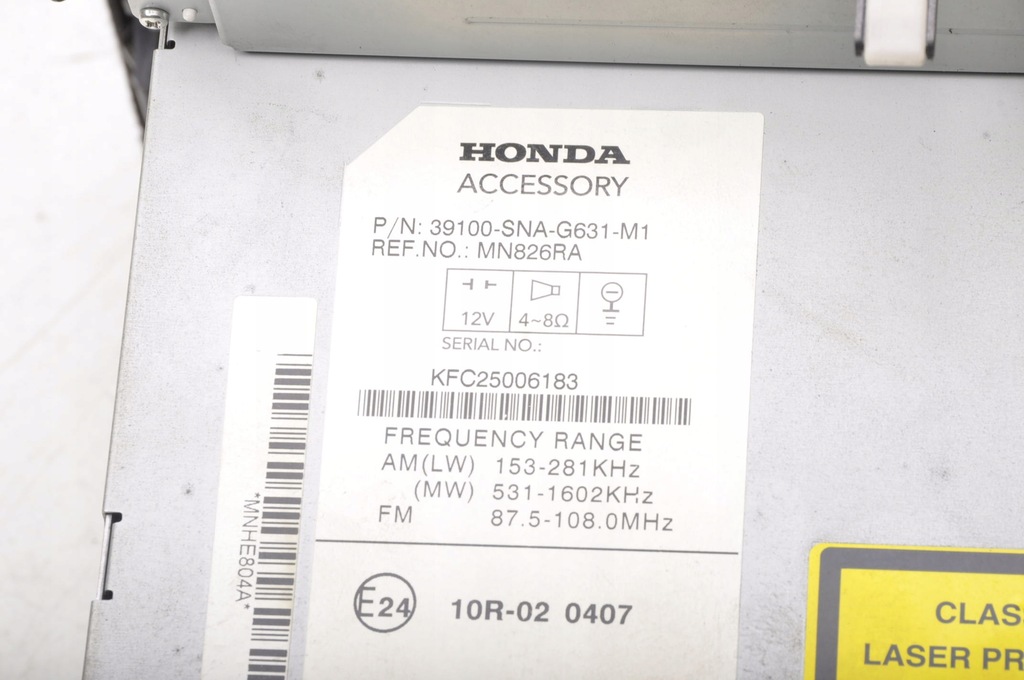 HONDA
ACCESSORY
P/N: 39100-SNA-G631-M1
REF.NO.: MN826RA
12V 4~8Ω
SERIAL NO.:
KFC25006183
FREQUENCY RANGE
AM(LW) 153-281KHz
(MW) 531-1602KHz
FM 87.5-108.0MHz
E24 10R-02 0407
*MNHE804A*
CLAS
LASER PR